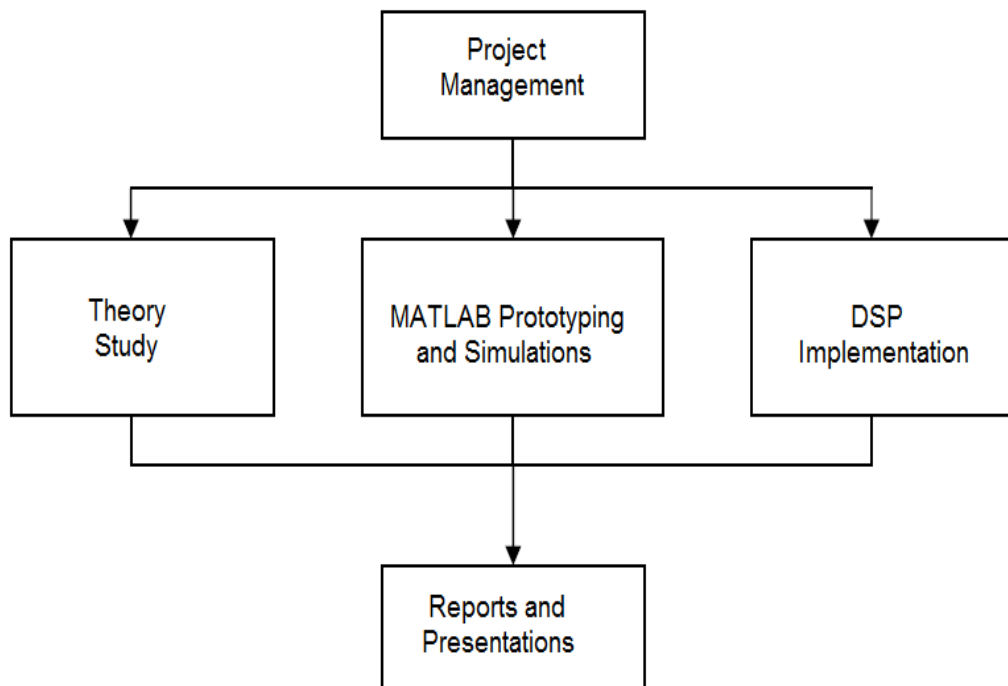 Project
Management
Theory
Study
MATLAB Prototyping
and Simulations
DSP
Implementation
Reports and
Presentations